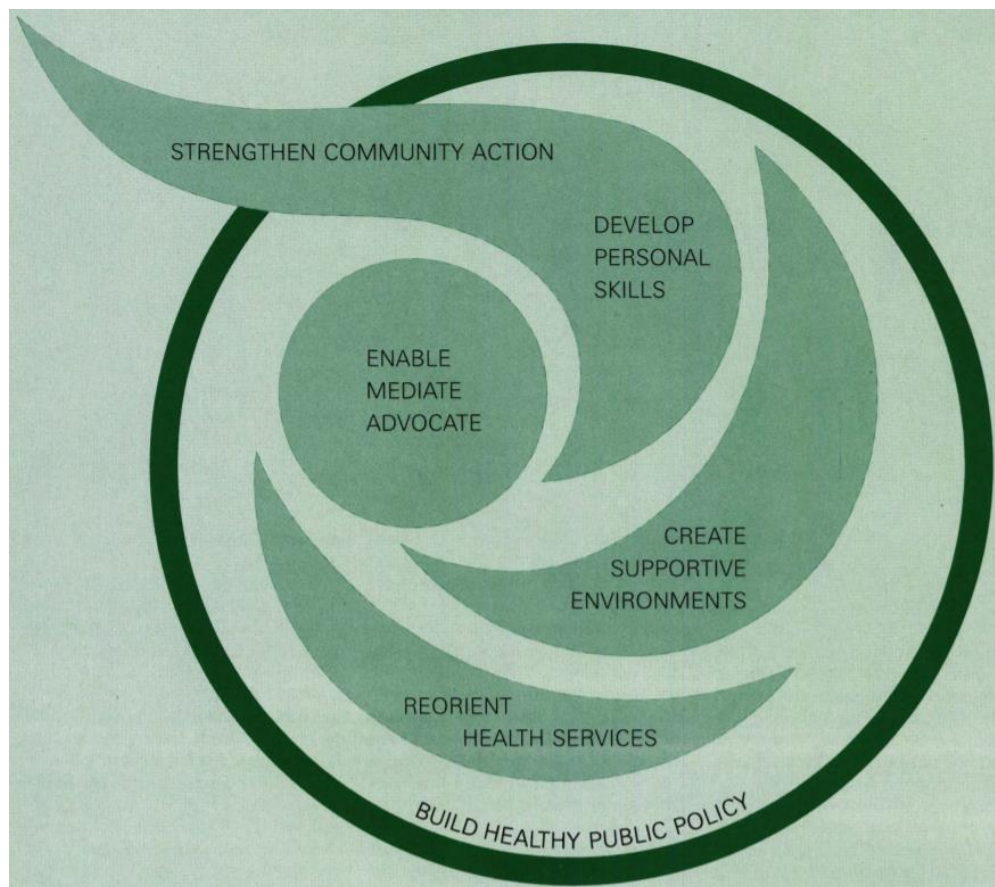 STRENGTHEN COMMUNITY ACTION
DEVELOP
PERSONAL
SKILLS
ENABLE
MEDIATE
ADVOCATE
CREATE
SUPPORTIVE
ENVIRONMENTS
REORIENT
HEALTH SERVICES
BUILD HEALTHY PUBLIC POLICY